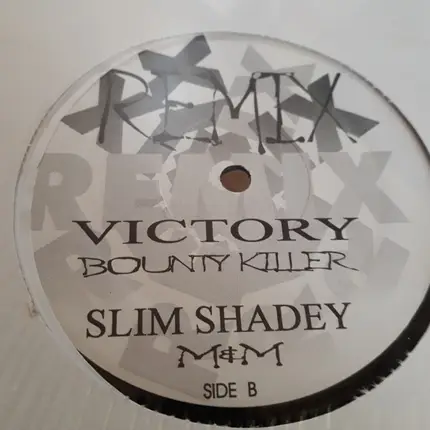 REMIX
REMIX
VICTORY
BOUNTY KILLER
SLIM SHADEY
M&M
SIDE B